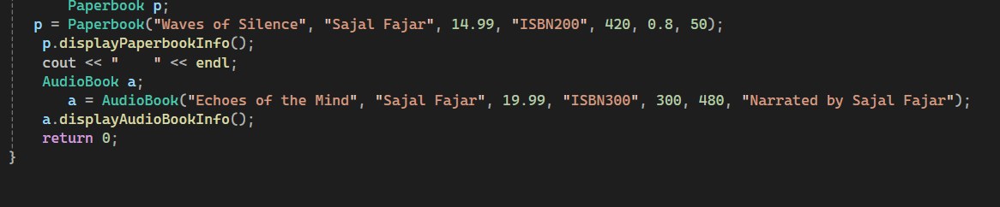 Paperbook p;
p = Paperbook("Waves of Silence", "Sajal Fajar", 14.99, "ISBN200", 420, 0.8, 50);
p.displayPaperbookInfo();
cout << "    " << endl;
AudioBook a;
a = AudioBook("Echoes of the Mind", "Sajal Fajar", 19.99, "ISBN300", 300, 480, "Narrated by Sajal Fajar");
a.displayAudioBookInfo();
return 0;
}